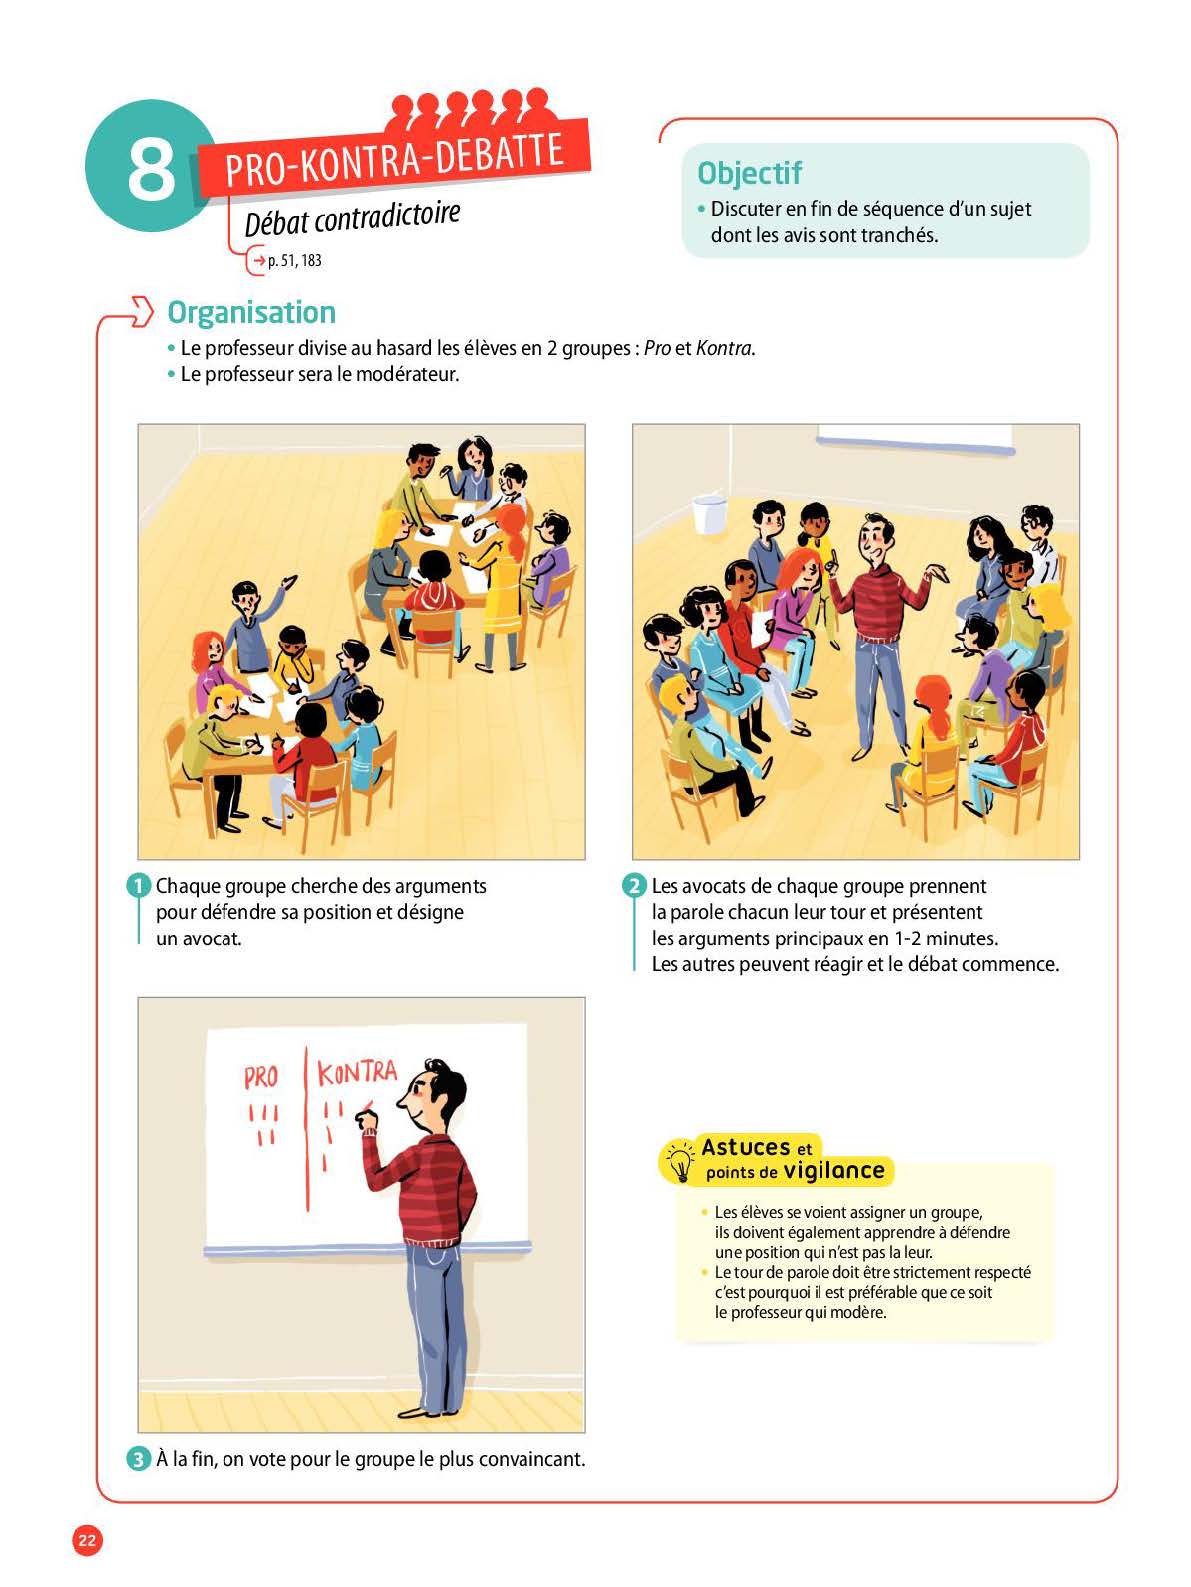 8
PRO-KONTRA-DEBATTE
Débat contradictoire
p. 51, 183
Objectif
• Discuter en fin de séquence d’un sujet
dont les avis sont tranchés.
Organisation
• Le professeur divise au hasard les élèves en 2 groupes : Pro et Kontra.
• Le professeur sera le modérateur.
1 Chaque groupe cherche des arguments
pour défendre sa position et désigne
un avocat.
2 Les avocats de chaque groupe prennent
la parole chacun leur tour et présentent
les arguments principaux en 1-2 minutes.
Les autres peuvent réagir et le débat commence.
PRO KONTRA
3 À la fin, on vote pour le groupe le plus convaincant.
Astuces et
points de vigilance
• Les élèves se voient assigner un groupe,
ils doivent également apprendre à défendre
une position qui n’est pas la leur.
• Le tour de parole doit être strictement respecté
c’est pourquoi il est préférable que ce soit
le professeur qui modère.
22